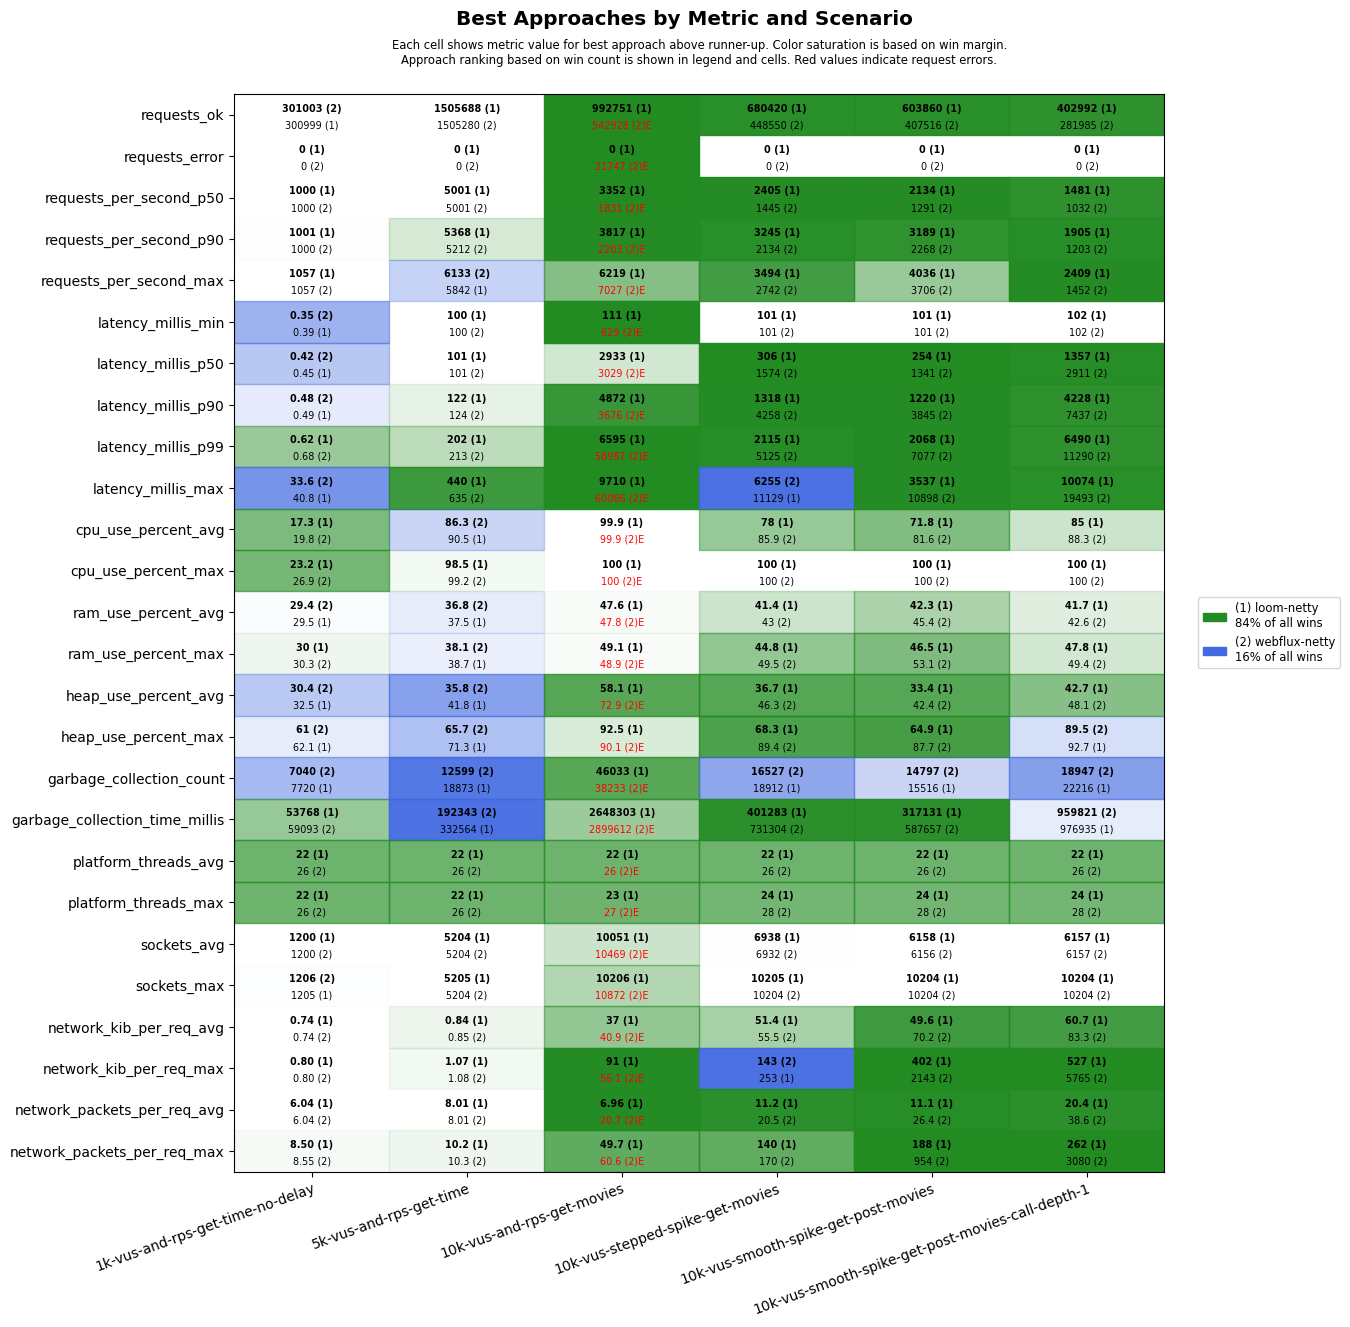 Best Approaches by Metric and Scenario
Each cell shows metric value for best approach above runner-up. Color saturation is based on win margin.
Approach ranking based on win count is shown in legend and cells. Red values indicate request errors.
requests_ok
301003 (2) 1505688 (1) 992751 (1) 680420 (1) 603860 (1) 402992 (1)
300999 (1) 1505280 (2) 542928 (2)E 448550 (2) 407516 (2) 281985 (2)
requests_error
0 (1) 0 (1) 0 (1) 0 (1) 0 (1) 0 (1)
0 (2) 0 (2) 21747 (2)E 0 (2) 0 (2) 0 (2)
requests_per_second_p50
1000 (1) 5001 (1) 3352 (1) 2405 (1) 2134 (1) 1481 (1)
1000 (2) 5001 (2) 1831 (2)E 1445 (2) 1291 (2) 1032 (2)
requests_per_second_p90
1001 (1) 5368 (1) 3817 (1) 3245 (1) 3189 (1) 1905 (1)
1000 (2) 5212 (2) 2203 (2)E 2134 (2) 2268 (2) 1203 (2)
requests_per_second_max
1057 (1) 6133 (2) 6219 (1) 3494 (1) 4036 (1) 2409 (1)
1057 (2) 5842 (1) 7027 (2)E 2742 (2) 3706 (2) 1452 (2)
latency_millis_min
0.35 (2) 100 (1) 111 (1) 101 (1) 101 (1) 102 (1)
0.39 (1) 100 (2) 629 (2)E 101 (2) 101 (2) 102 (2)
latency_millis_p50
0.42 (2) 101 (1) 2933 (1) 306 (1) 254 (1) 1357 (1)
0.45 (1) 101 (2) 3029 (2)E 1574 (2) 1341 (2) 2911 (2)
latency_millis_p90
0.48 (2) 122 (1) 4872 (1) 1318 (1) 1220 (1) 4228 (1)
0.49 (1) 124 (2) 3676 (2)E 4258 (2) 3845 (2) 7437 (2)
latency_millis_p99
0.62 (1) 202 (1) 6595 (1) 2115 (1) 2068 (1) 6490 (1)
0.68 (2) 213 (2) 58987 (2)E 5125 (2) 7077 (2) 11290 (2)
latency_millis_max
33.6 (2) 440 (1) 9710 (1) 6255 (2) 3537 (1) 10074 (1)
40.8 (1) 635 (2) 60066 (2)E 11129 (1) 10898 (2) 19493 (2)
cpu_use_percent_avg
17.3 (1) 86.3 (2) 99.9 (1) 78 (1) 71.8 (1) 85 (1)
19.8 (2) 90.5 (1) 99.9 (2)E 85.9 (2) 81.6 (2) 88.3 (2)
cpu_use_percent_max
23.2 (1) 98.5 (1) 100 (1) 100 (1) 100 (1) 100 (1)
26.9 (2) 99.2 (2) 100 (2)E 100 (2) 100 (2) 100 (2)
ram_use_percent_avg
29.4 (2) 36.8 (2) 47.6 (1) 41.4 (1) 42.3 (1) 41.7 (1)
29.5 (1) 37.5 (1) 47.8 (2)E 43 (2) 45.4 (2) 42.6 (2)
ram_use_percent_max
30 (1) 38.1 (2) 49.1 (1) 44.8 (1) 46.5 (1) 47.8 (1)
30.3 (2) 38.7 (1) 48.9 (2)E 49.5 (2) 53.1 (2) 49.4 (2)
heap_use_percent_avg
30.4 (2) 35.8 (2) 58.1 (1) 36.7 (1) 33.4 (1) 42.7 (1)
32.5 (1) 41.8 (1) 72.9 (2)E 46.3 (2) 42.4 (2) 48.1 (2)
heap_use_percent_max
61 (2) 65.7 (2) 92.5 (1) 68.3 (1) 64.9 (1) 89.5 (2)
62.1 (1) 71.3 (1) 90.1 (2)E 89.4 (2) 87.7 (2) 92.7 (1)
garbage_collection_count
7040 (2) 12599 (2) 46033 (1) 16527 (2) 14797 (2) 18947 (2)
7720 (1) 18873 (1) 38233 (2)E 18912 (1) 15516 (1) 22216 (1)
garbage_collection_time_millis
53768 (1) 192343 (2) 2648303 (1) 401283 (1) 317131 (1) 959821 (2)
59093 (2) 332564 (1) 2899612 (2)E 731304 (2) 587657 (2) 976935 (1)
platform_threads_avg
22 (1) 22 (1) 22 (1) 22 (1) 22 (1) 22 (1)
26 (2) 26 (2) 26 (2)E 26 (2) 26 (2) 26 (2)
platform_threads_max
22 (1) 22 (1) 23 (1) 24 (1) 24 (1) 24 (1)
26 (2) 26 (2) 27 (2)E 28 (2) 28 (2) 28 (2)
sockets_avg
1200 (1) 5204 (1) 10051 (1) 6938 (1) 6158 (1) 6157 (1)
1200 (2) 5204 (2) 10469 (2)E 6932 (2) 6156 (2) 6157 (2)
sockets_max
1206 (2) 5205 (1) 10206 (1) 10205 (1) 10204 (1) 10204 (1)
1205 (1) 5204 (2) 10872 (2)E 10204 (2) 10204 (2) 10204 (2)
network_kib_per_req_avg
0.74 (1) 0.84 (1) 37 (1) 51.4 (1) 49.6 (1) 60.7 (1)
0.74 (2) 0.85 (2) 40.9 (2)E 55.5 (2) 70.2 (2) 83.3 (2)
network_kib_per_req_max
0.80 (1) 1.07 (1) 91 (1) 143 (2) 402 (1) 527 (1)
0.80 (2) 1.08 (2) 58.1 (2)E 253 (1) 2143 (2) 5765 (2)
network_packets_per_req_avg
6.04 (1) 8.01 (1) 6.96 (1) 11.2 (1) 11.1 (1) 20.4 (1)
6.04 (2) 8.01 (2) 20.7 (2)E 20.5 (2) 26.4 (2) 38.6 (2)
network_packets_per_req_max
8.50 (1) 10.2 (1) 49.7 (1) 140 (1) 188 (1) 262 (1)
8.55 (2) 10.3 (2) 60.6 (2)E 170 (2) 954 (2) 3080 (2)
1k-vus-and-rps-get-time-no-delay
5k-vus-and-rps-get-time
10k-vus-and-rps-get-movies
10k-vus-stepped-spike-get-movies
10k-vus-smooth-spike-get-post-movies
10k-vus-smooth-spike-get-post-movies-call-depth-1
(1) loom-netty
84% of all wins
(2) webflux-netty
16% of all wins